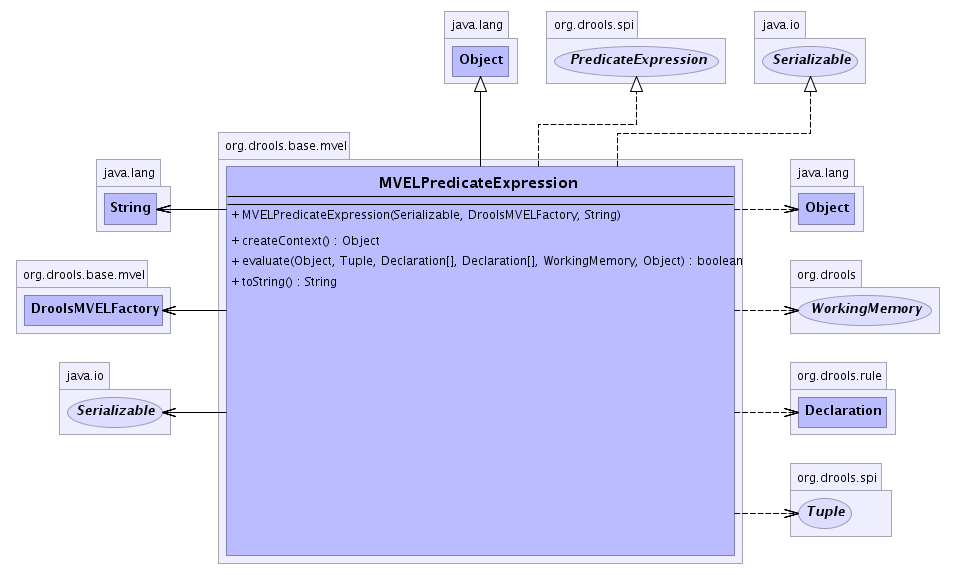 java.lang
Object
org.drools.spi
PredicateExpression
java.io
Serializable
org.drools.base.mvel
MVELPredicateExpression
+ MVELPredicateExpression(Serializable, DroolsMVELFactory, String)
+ createContext() : Object
+ evaluate(Object, Tuple, Declaration[], Declaration[], WorkingMemory, Object) : boolean
+ toString() : String
java.lang
String
org.drools.base.mvel
DroolsMVELFactory
java.io
Serializable
java.lang
Object
org.drools
WorkingMemory
org.drools.rule
Declaration
org.drools.spi
Tuple